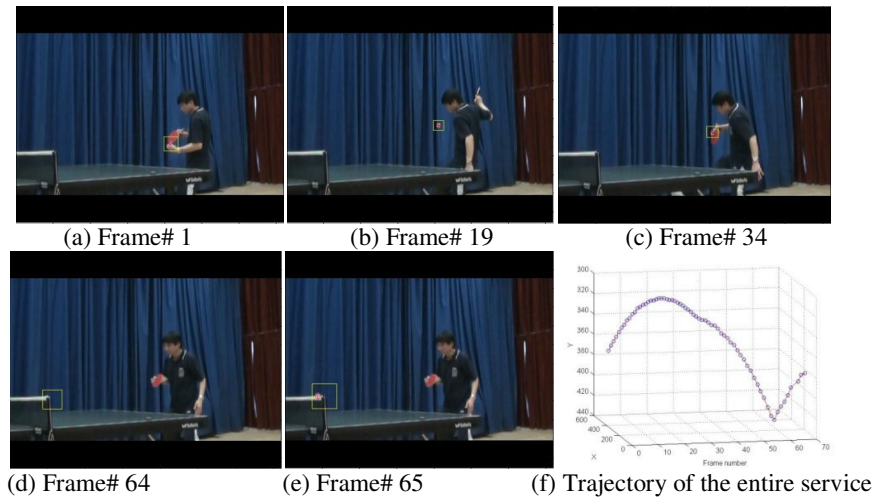 (a) Frame# 1
(b) Frame# 19
(c) Frame# 34
(d) Frame# 64
(e) Frame# 65
300
320
340
360
380
400
420
440
Y
600
400
200
0
X
0 10 20 30 40 50 60 70
Frame number
(f) Trajectory of the entire service